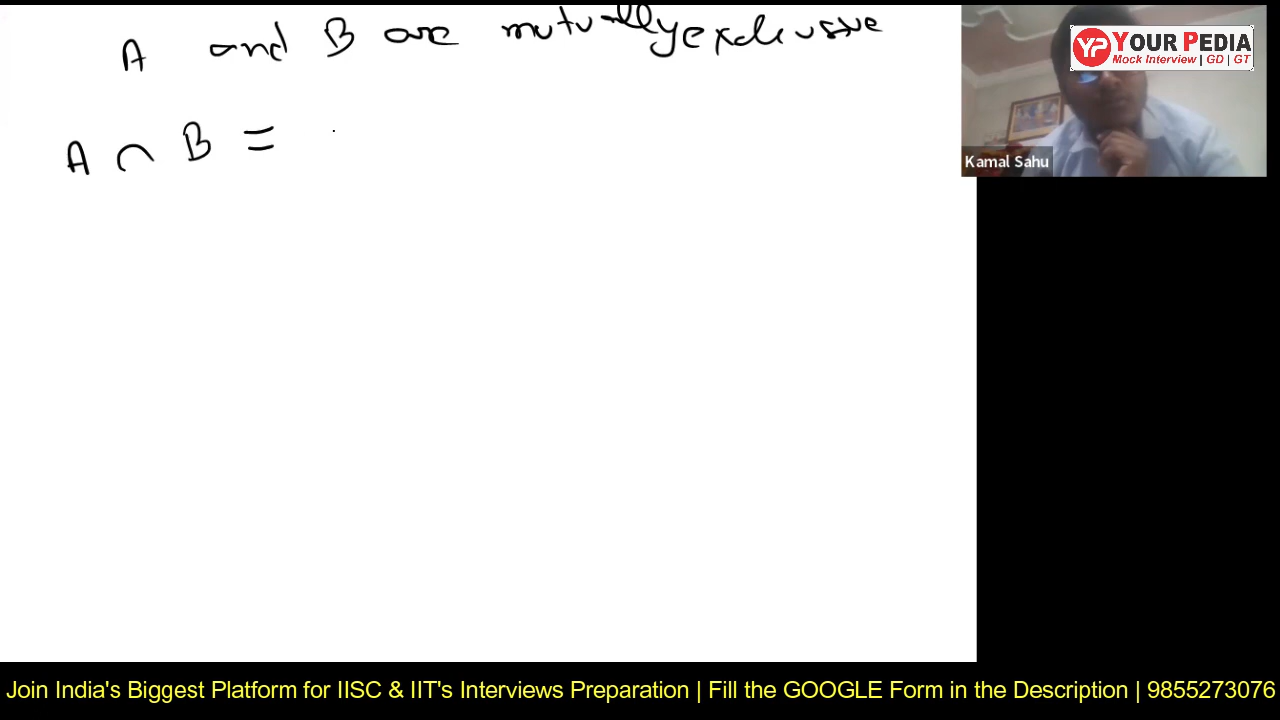 A and B are mutually exclusive
A ∩ B =
YP YOUR PEDIA
Mock Interview | GD | GT
Kamal Sahu
Join India's Biggest Platform for IISC & IIT's Interviews Preparation | Fill the GOOGLE Form in the Description | 9855273076